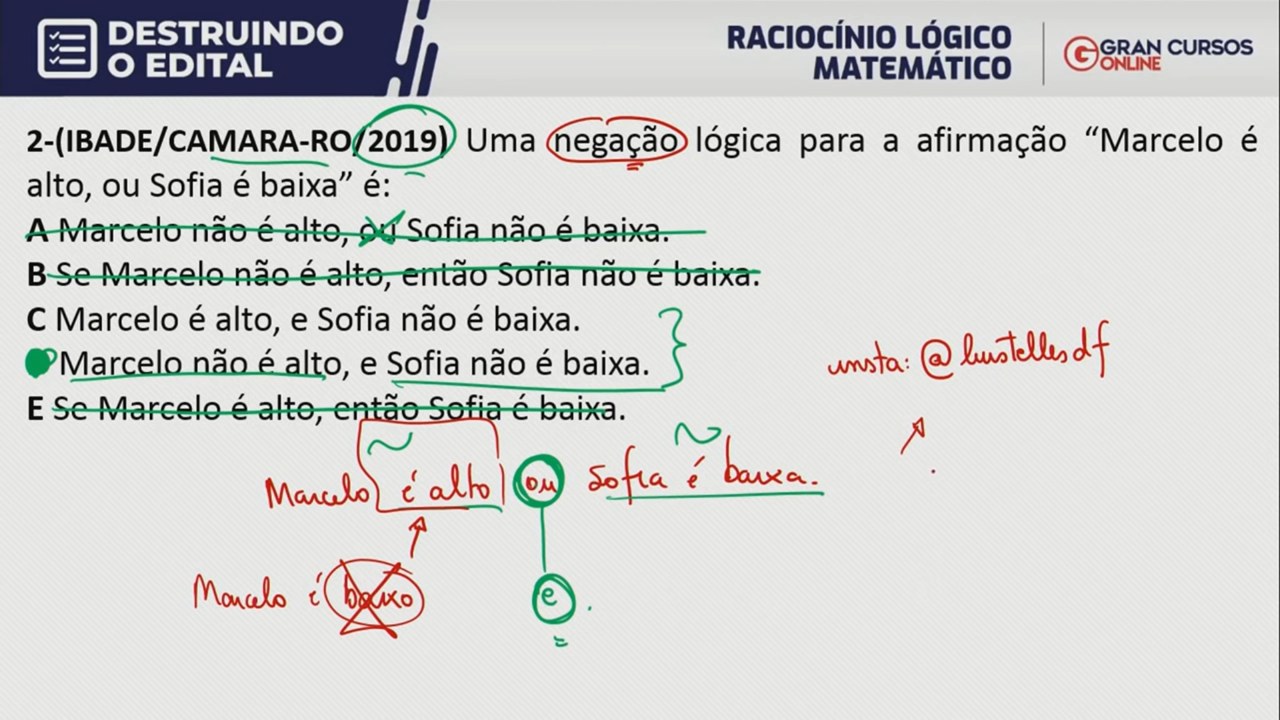 DESTRUINDO
O EDITAL
RACIOCÍNIO LÓGICO
MATEMÁTICO
GRAN CURSOS
ONLINE
2-(IBADE/CAMARA-RO/2019) Uma negação lógica para a afirmação “Marcelo é
alto, ou Sofia é baixa” é:
A Marcelo não é alto, ou Sofia não é baixa.
B Se Marcelo não é alto, então Sofia não é baixa.
C Marcelo é alto, e Sofia não é baixa.
Marcelo não é alto, e Sofia não é baixa.
E Se Marcelo é alto, então Sofia é baixa.
insta: @luistellesdf
~ ~
Marcelo é alto ou Sofia é baixa.
Marcelo é baixo e